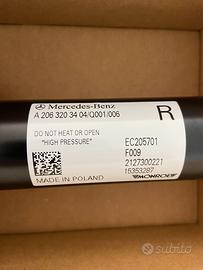 Mercedes-Benz
A 206 320 34 04/Q001/006
R
DO NOT HEAT OR OPEN
"HIGH PRESSURE"
EC205701
F009
2127300221
15353287
MADE IN POLAND
MONROE
subito